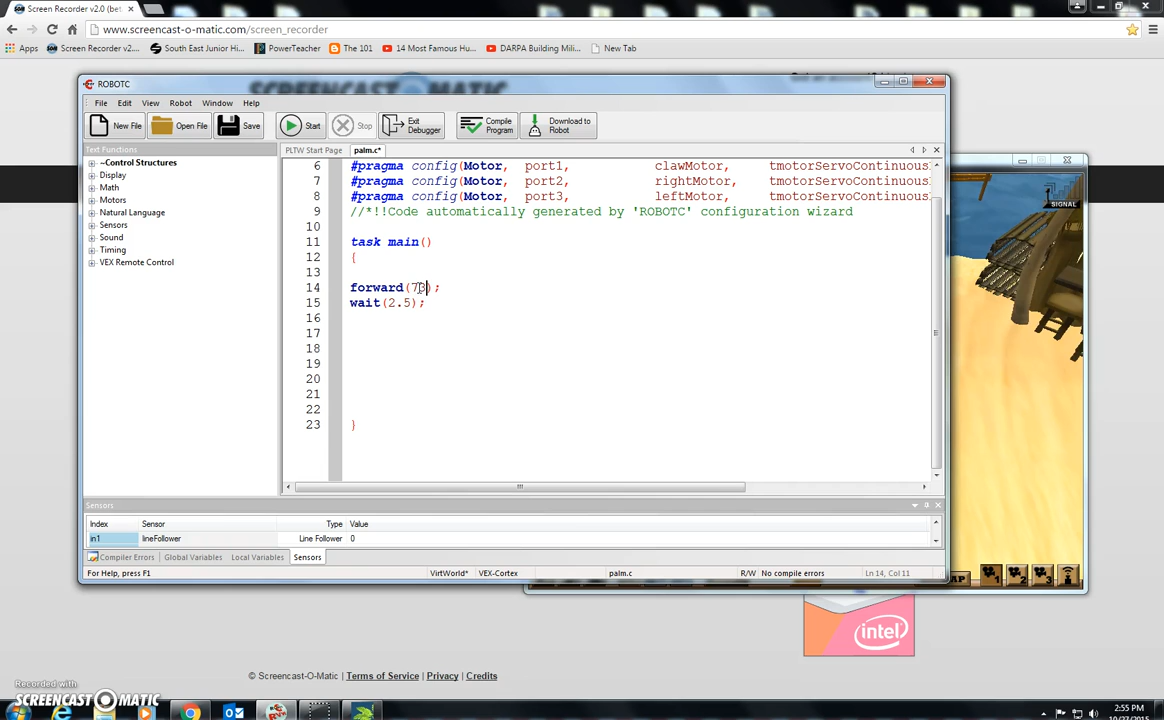 Screen Recorder v2.0 (bet
www.screencast-o-matic.com/screen_recorder
Apps Screen Recorder v2.... South East Junior Hi... PowerTeacher The 101 14 Most Famous Hu... DARPA Building Mili... New Tab
ROBOTC
File Edit View Robot Window Help
New File Open File Save Start Stop Exit Debugger Compile Program Download to Robot
Text Functions
PLTW Start Page palm.c*
~Control Structures
Display
Math
Motors
Natural Language
Sensors
Sound
Timing
VEX Remote Control
6 #pragma config(Motor, port1, clawMotor, tmotorServoContinuous
7 #pragma config(Motor, port2, rightMotor, tmotorServoContinuous
8 #pragma config(Motor, port3, leftMotor, tmotorServoContinuous
9 //*!!Code automatically generated by 'ROBOTC' configuration wizard
10
11 task main()
12 {
13
14 forward(73);
15 wait(2.5);
16
17
18
19
20
21
22
23 }
SIGNAL
Sensors
Index Sensor Type Value
in1 lineFollower Line Follower 0
Compiler Errors Global Variables Local Variables Sensors
For Help, press F1 VirtWorld* VEX-Cortex palm.c R/W No compile errors Ln 14, Col 11
1 2 3
intel
© Screencast-O-Matic | Terms of Service | Privacy | Credits
Recorded with
SCREENCAST-O-MATIC
2:55 PM
10/27/2015